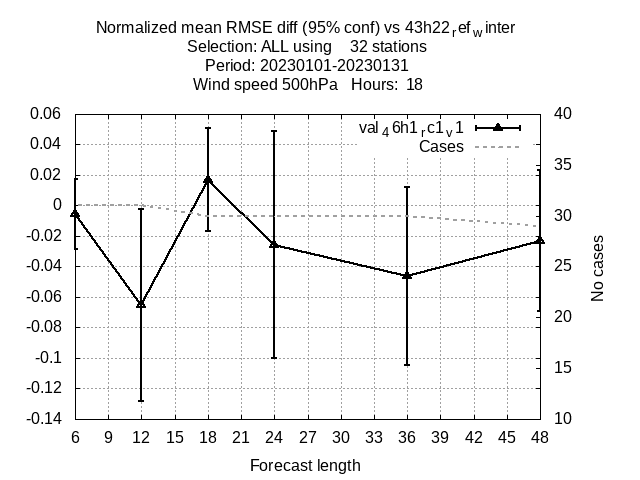 Normalized mean RMSE diff (95% conf) vs 43h22ref winter
Selection: ALL using 32 stations
Period: 20230101-20230131
Wind speed 500hPa Hours: 18
val46h1rc1v1
Cases
0.06
0.04
0.02
0
-0.02
-0.04
-0.06
-0.08
-0.1
-0.12
-0.14
40
35
30
25
20
15
10
No cases
6 9 12 15 18 21 24 27 30 33 36 39 42 45 48
Forecast length